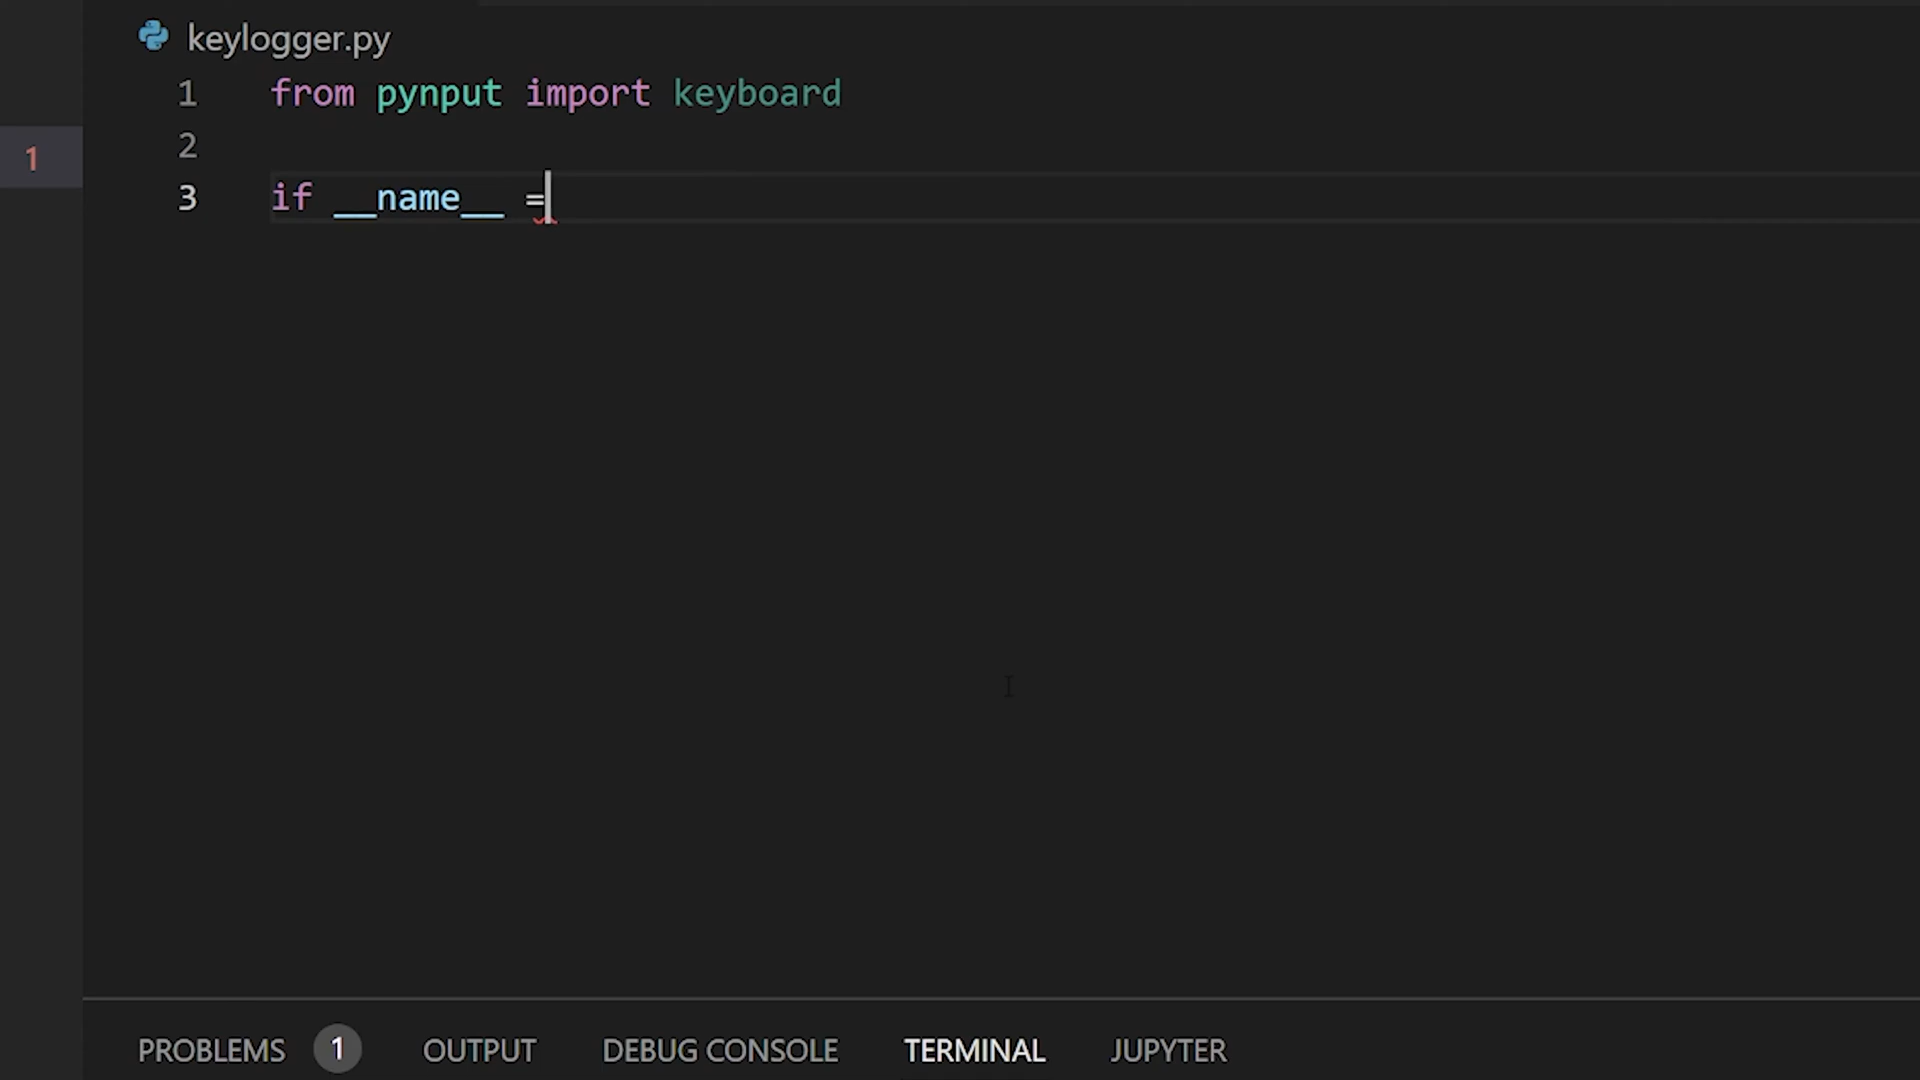 keylogger.py
1 from pynput import keyboard
2
1
3 if __name__ =
PROBLEMS 1 OUTPUT DEBUG CONSOLE TERMINAL JUPYTER